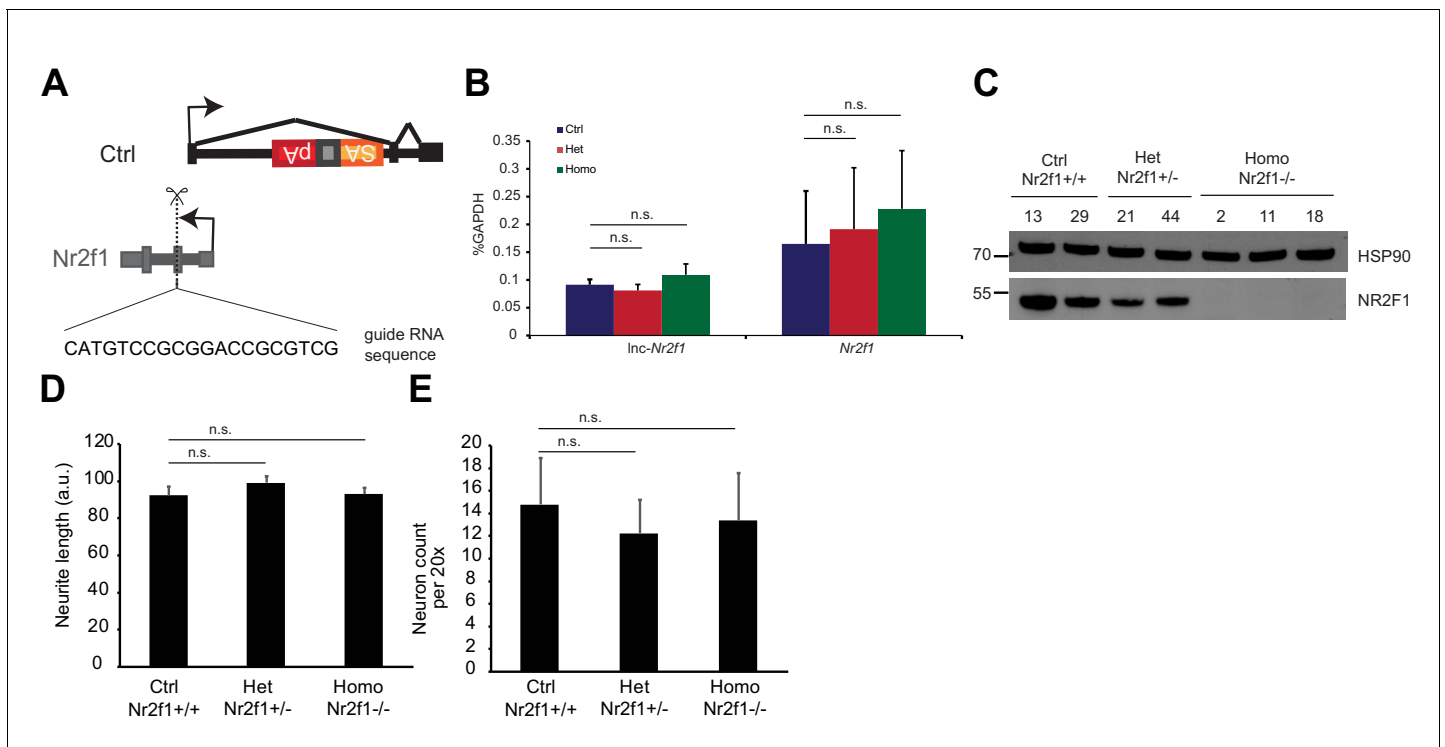 A
Ctrl
pA
SA
Nr2f1
CATGTCCGCGGACCGCGTCG
guide RNA
sequence
B
n.s.
n.s.
n.s.
n.s.
Ctrl
Het
Homo
%GAPDH
0.35
0.3
0.25
0.2
0.15
0.1
0.05
0
lnc-Nr2f1
Nr2f1
C
Ctrl
Nr2f1+/+
Het
Nr2f1+/-
Homo
Nr2f1-/-
13 29 21 44 2 11 18
70
HSP90
55
NR2F1
D
n.s.
n.s.
Neurite length (a.u.)
120
100
80
60
40
20
0
Ctrl
Nr2f1+/+
Het
Nr2f1+/-
Homo
Nr2f1-/-
E
n.s.
n.s.
Neuron count
per 20x
20
18
16
14
12
10
8
6
4
2
0
Ctrl
Nr2f1+/+
Het
Nr2f1+/-
Homo
Nr2f1-/-